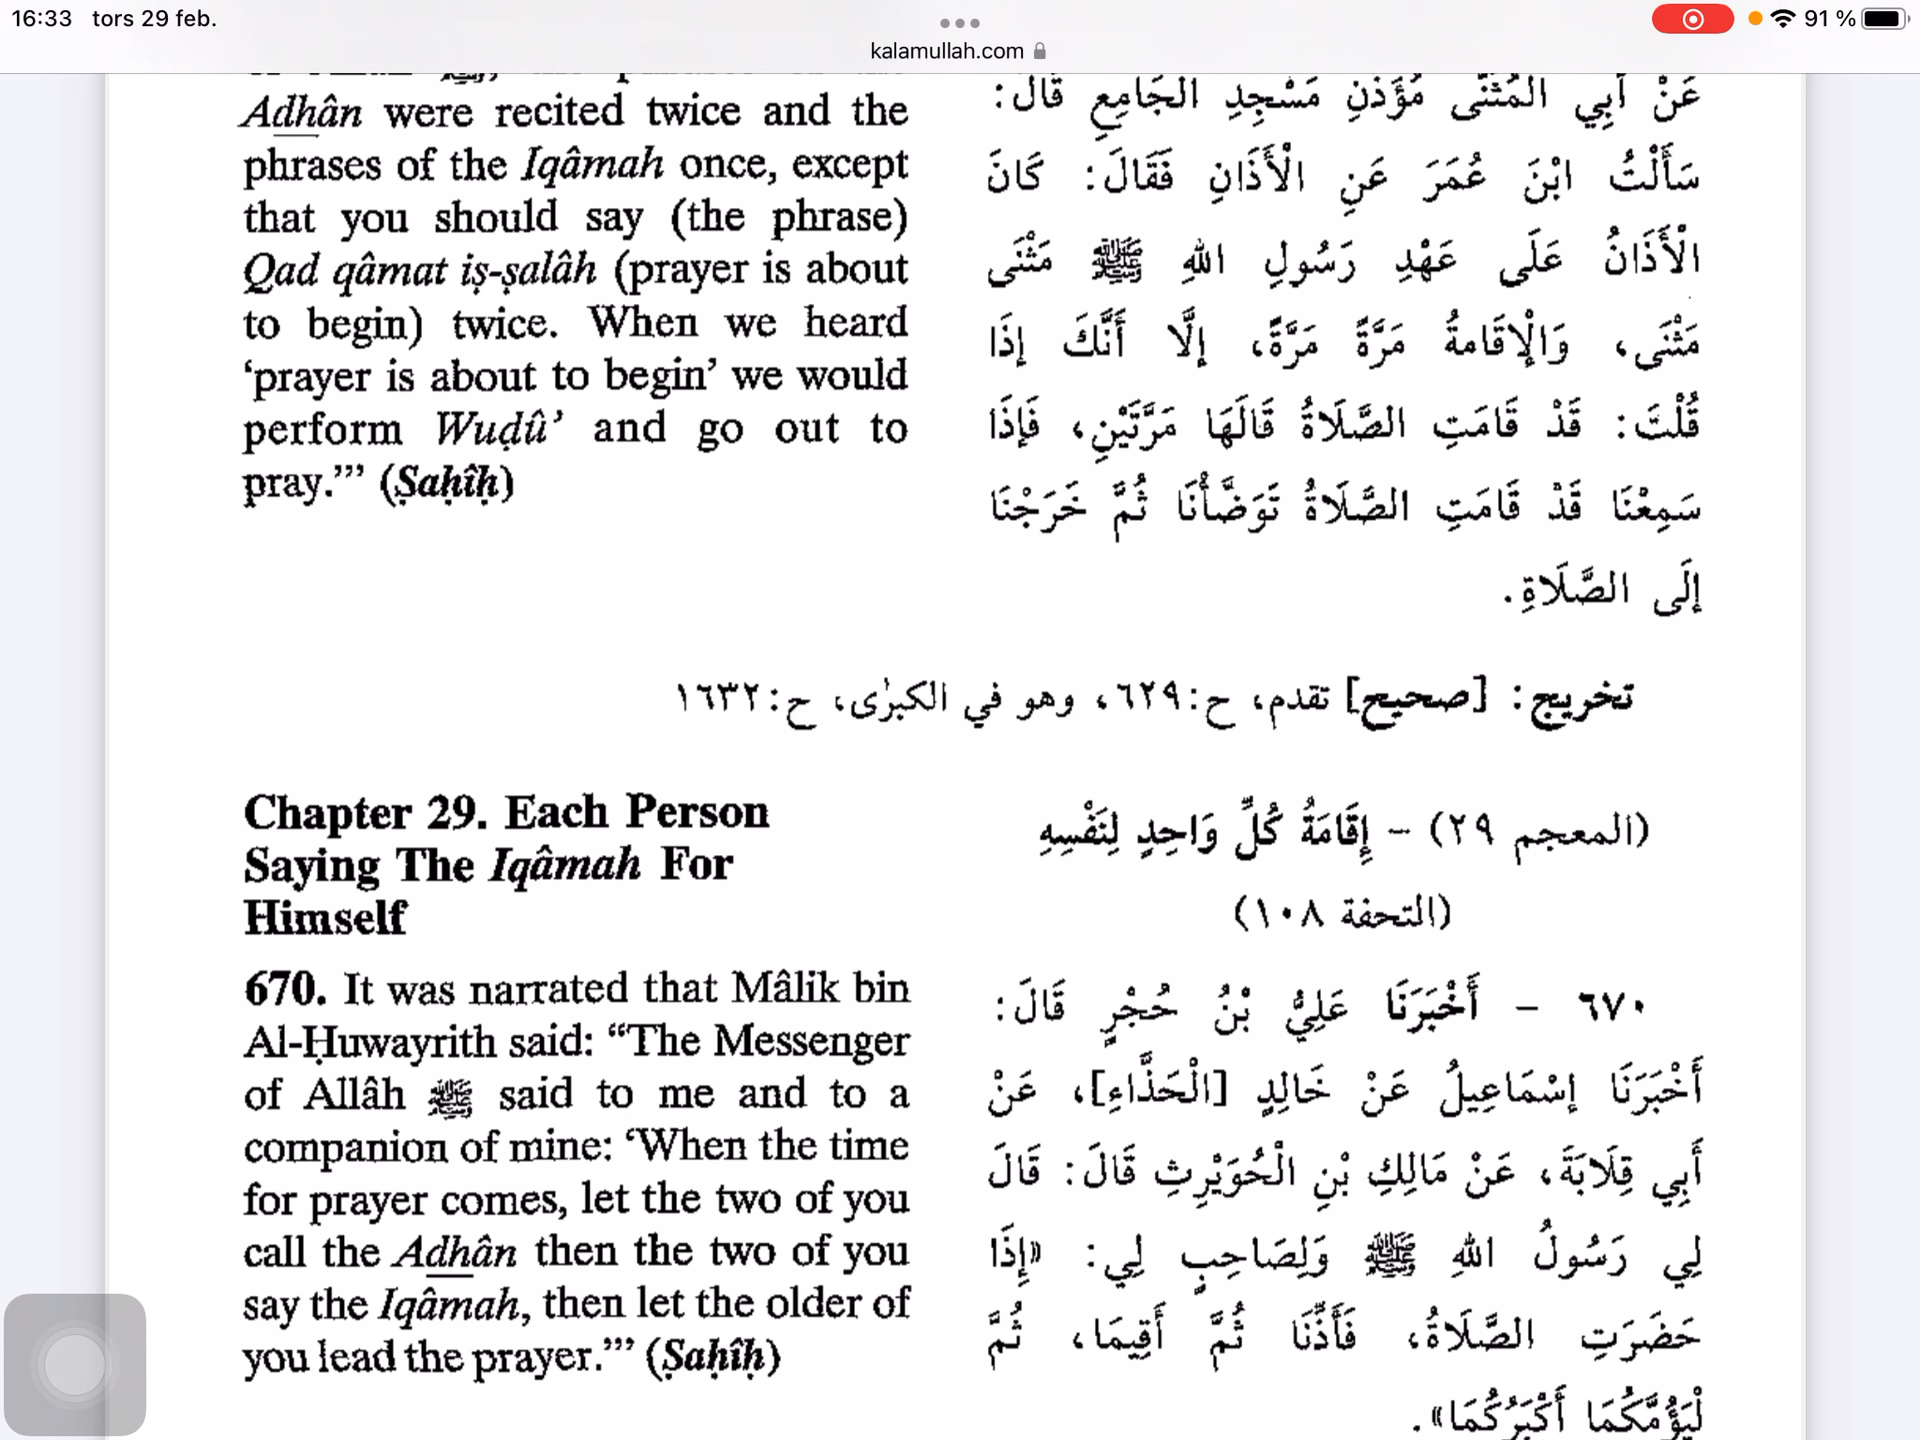 16:33 tors 29 feb.
91 %
kalamullah.com
Adhân were recited twice and the
phrases of the Iqâmah once, except
that you should say (the phrase)
Qad qâmat iṣ-ṣalâh (prayer is about
to begin) twice. When we heard
‘prayer is about to begin’ we would
perform Wuḍû’ and go out to
pray.’” (Ṣaḥîḥ)
عَنْ أَبِي الْمُثَنَّى مُؤَذِّنِ مَسْجِدِ الْجَامِعِ قَالَ:
سَأَلْتُ ابْنَ عُمَرَ عَنِ الْأَذَانِ فَقَالَ: كَانَ
الْأَذَانُ عَلَى عَهْدِ رَسُولِ اللهِ ﷺ مَثْنَى
مَثْنَى، وَالْإِقَامَةُ مَرَّةً مَرَّةً، إِلَّا أَنَّكَ إِذَا
قُلْتَ: قَدْ قَامَتِ الصَّلَاةُ قَالَهَا مَرَّتَيْنِ، فَإِذَا
سَمِعْنَا قَدْ قَامَتِ الصَّلَاةُ تَوَضَّأْنَا ثُمَّ خَرَجْنَا
إِلَى الصَّلَاةِ.
تخريج: [صحيح] تقدم، ح:٦٢٩، وهو في الكبرٰى، ح:١٦٣٢
Chapter 29. Each Person
Saying The Iqâmah For
Himself
(المعجم ٢٩) - إِقَامَةُ كُلِّ وَاحِدٍ لِنَفْسِهِ
(التحفة ١٠٨)
670. It was narrated that Mâlik bin
Al-Ḥuwayrith said: “The Messenger
of Allâh ﷺ said to me and to a
companion of mine: ‘When the time
for prayer comes, let the two of you
call the Adhân then the two of you
say the Iqâmah, then let the older of
you lead the prayer.’” (Ṣaḥîḥ)
٦٧٠ - أَخْبَرَنَا عَلِيُّ بْنُ حُجْرٍ قَالَ:
أَخْبَرَنَا إِسْمَاعِيلُ عَنْ خَالِدٍ [الْحَذَّاءِ]، عَنْ
أَبِي قِلَابَةَ، عَنْ مَالِكِ بْنِ الْحُوَيْرِثِ قَالَ: قَالَ
لِي رَسُولُ اللهِ ﷺ وَلِصَاحِبٍ لِي: «إِذَا
حَضَرَتِ الصَّلَاةُ، فَأَذِّنَا ثُمَّ أَقِيمَا، ثُمَّ
لْيَؤُمَّكُمَا أَكْبَرُكُمَا».